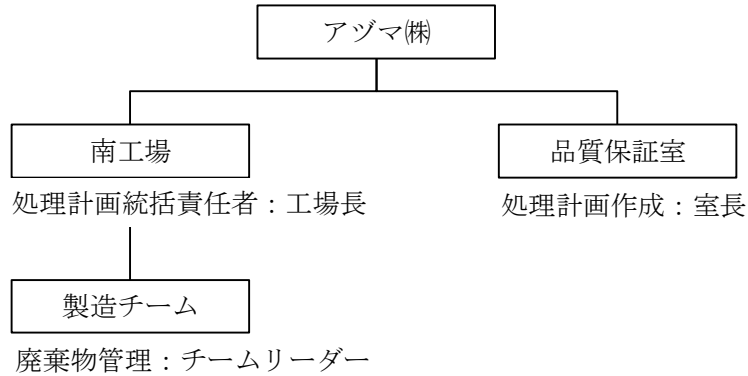 アヅマ㈱
南工場
品質保証室
処理計画統括責任者：工場長
処理計画作成：室長
製造チーム
廃棄物管理：チームリーダー